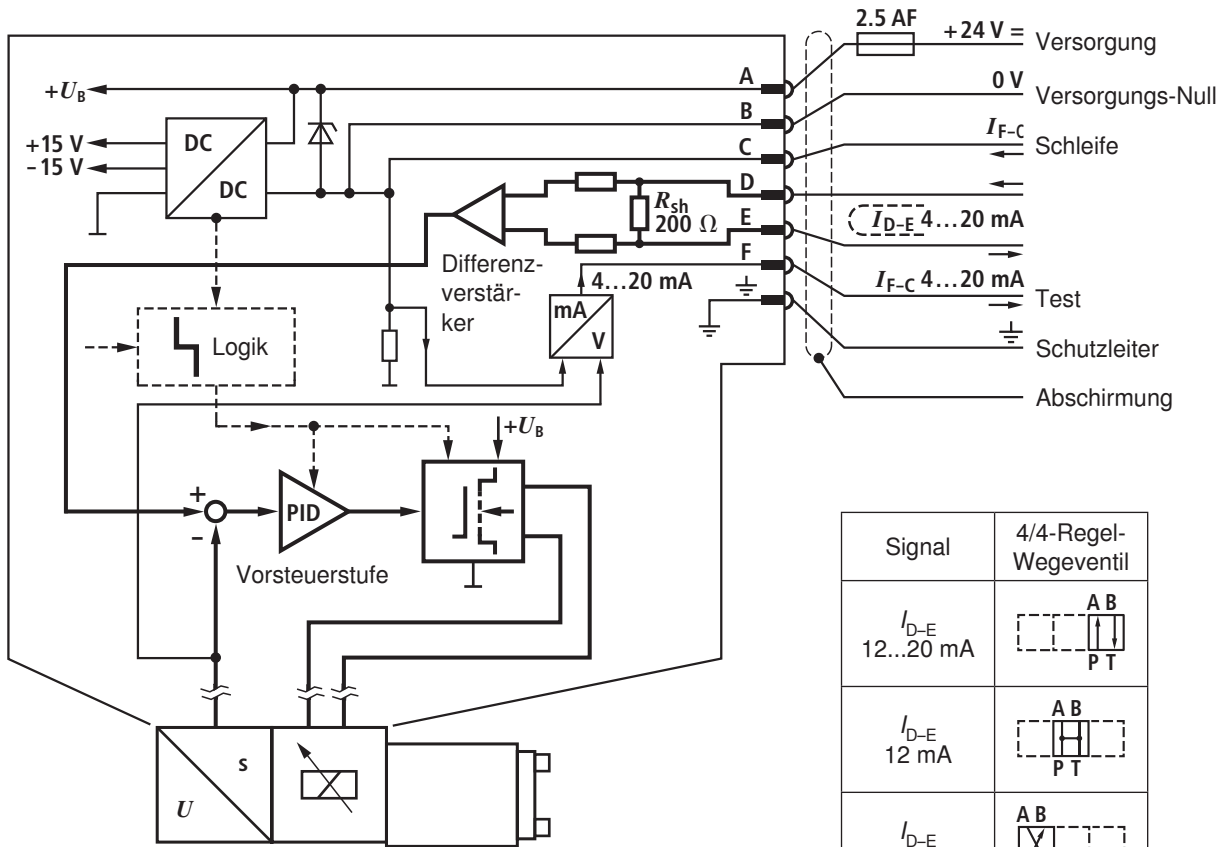 2.5 AF
+24 V =
Versorgung
0 V
Versorgungs-Null
I_F–C
Schleife
I_D–E 4…20 mA
I_F–C 4…20 mA
Test
Schutzleiter
Abschirmung
A
B
C
D
E
F
+U_B
+15 V
–15 V
DC
DC
R_sh
200 Ω
Differenz-
verstär-
ker
4…20 mA
mA
V
Logik
+U_B
+
–
PID
Vorsteuerstufe
s
U
Signal
4/4-Regel-
Wegeventil
I_D–E
12...20 mA
A B
P T
I_D–E
12 mA
A B
P T
I_D–E
A B